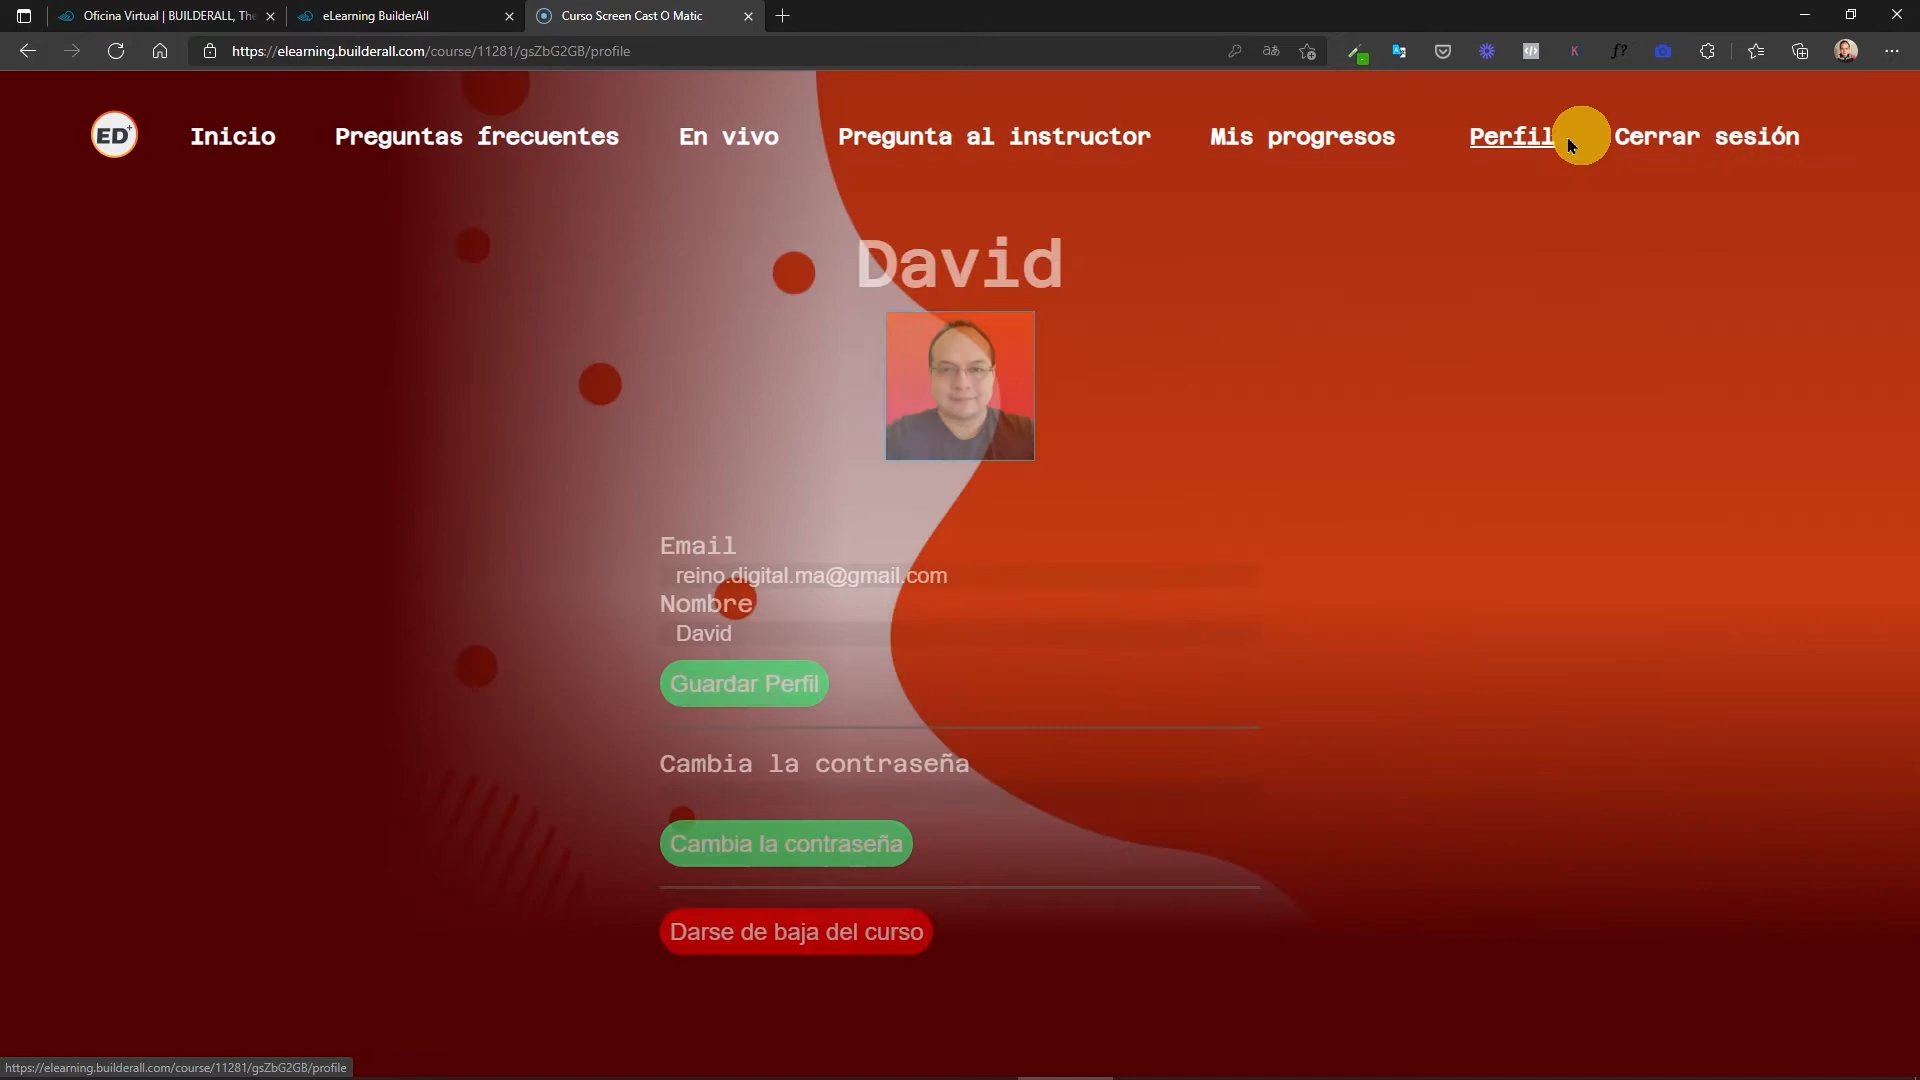 Oficina Virtual | BUILDERALL, The
eLearning BuilderAll
Curso Screen Cast O Matic
https://elearning.builderall.com/course/11281/gsZbG2GB/profile
ED+
Inicio
Preguntas frecuentes
En vivo
Pregunta al instructor
Mis progresos
Perfil
Cerrar sesión
David
Email
reino.digital.ma@gmail.com
Nombre
David
Guardar Perfil
Cambia la contraseña
Cambia la contraseña
Darse de baja del curso
https://elearning.builderall.com/course/11281/gsZbG2GB/profile